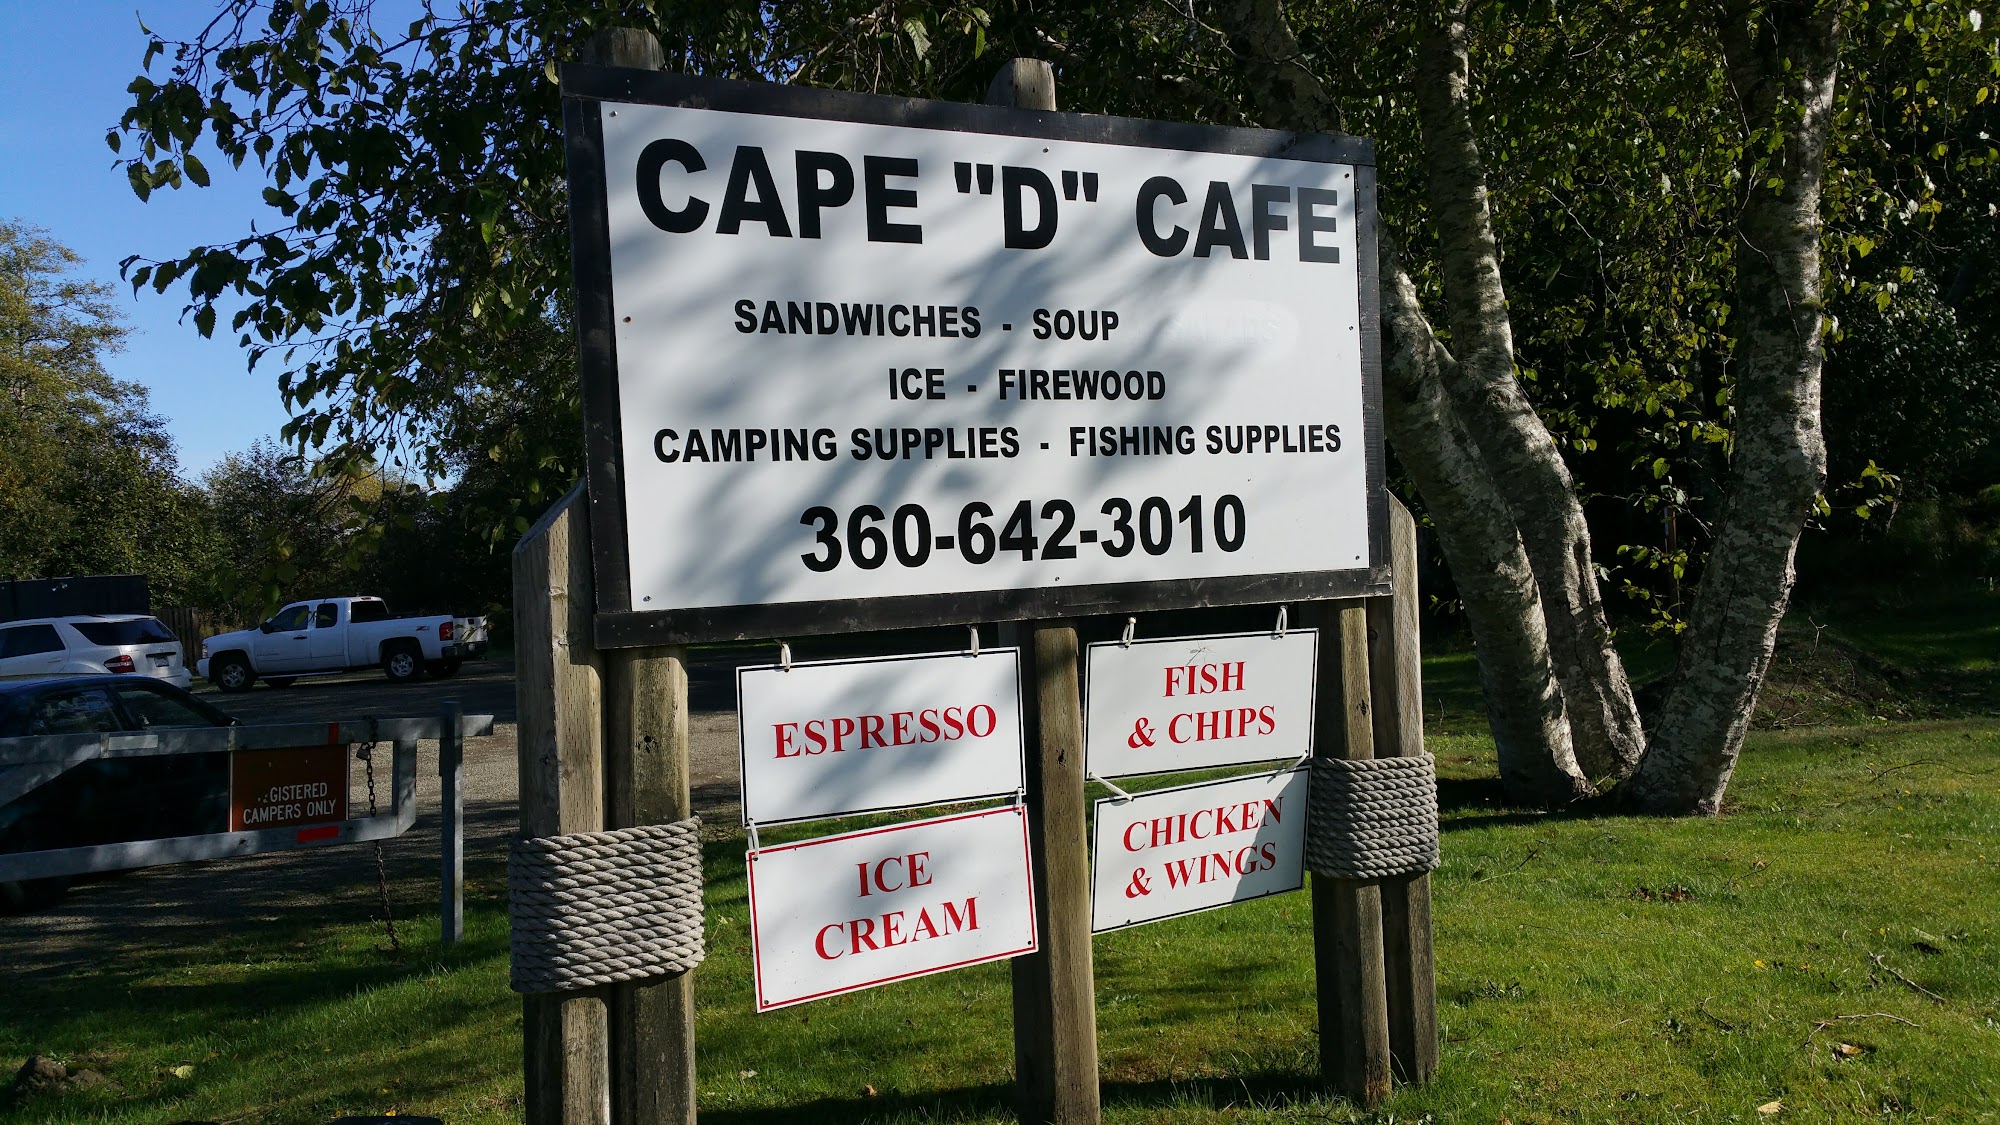 CAPE "D" CAFE
SANDWICHES - SOUP
ICE - FIREWOOD
CAMPING SUPPLIES - FISHING SUPPLIES
360-642-3010
ESPRESSO
FISH
& CHIPS
ICE
CREAM
CHICKEN
& WINGS
GISTERED
CAMPERS ONLY